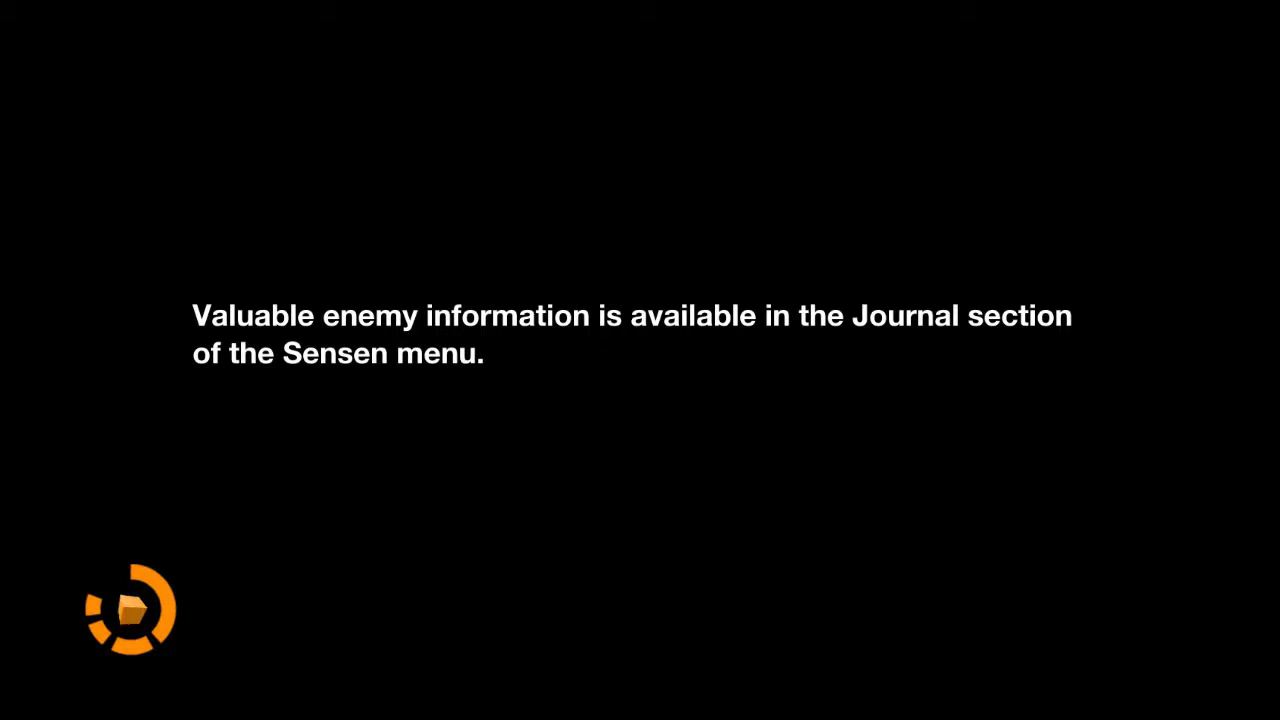 Valuable enemy information is available in the Journal section
of the Sensen menu.